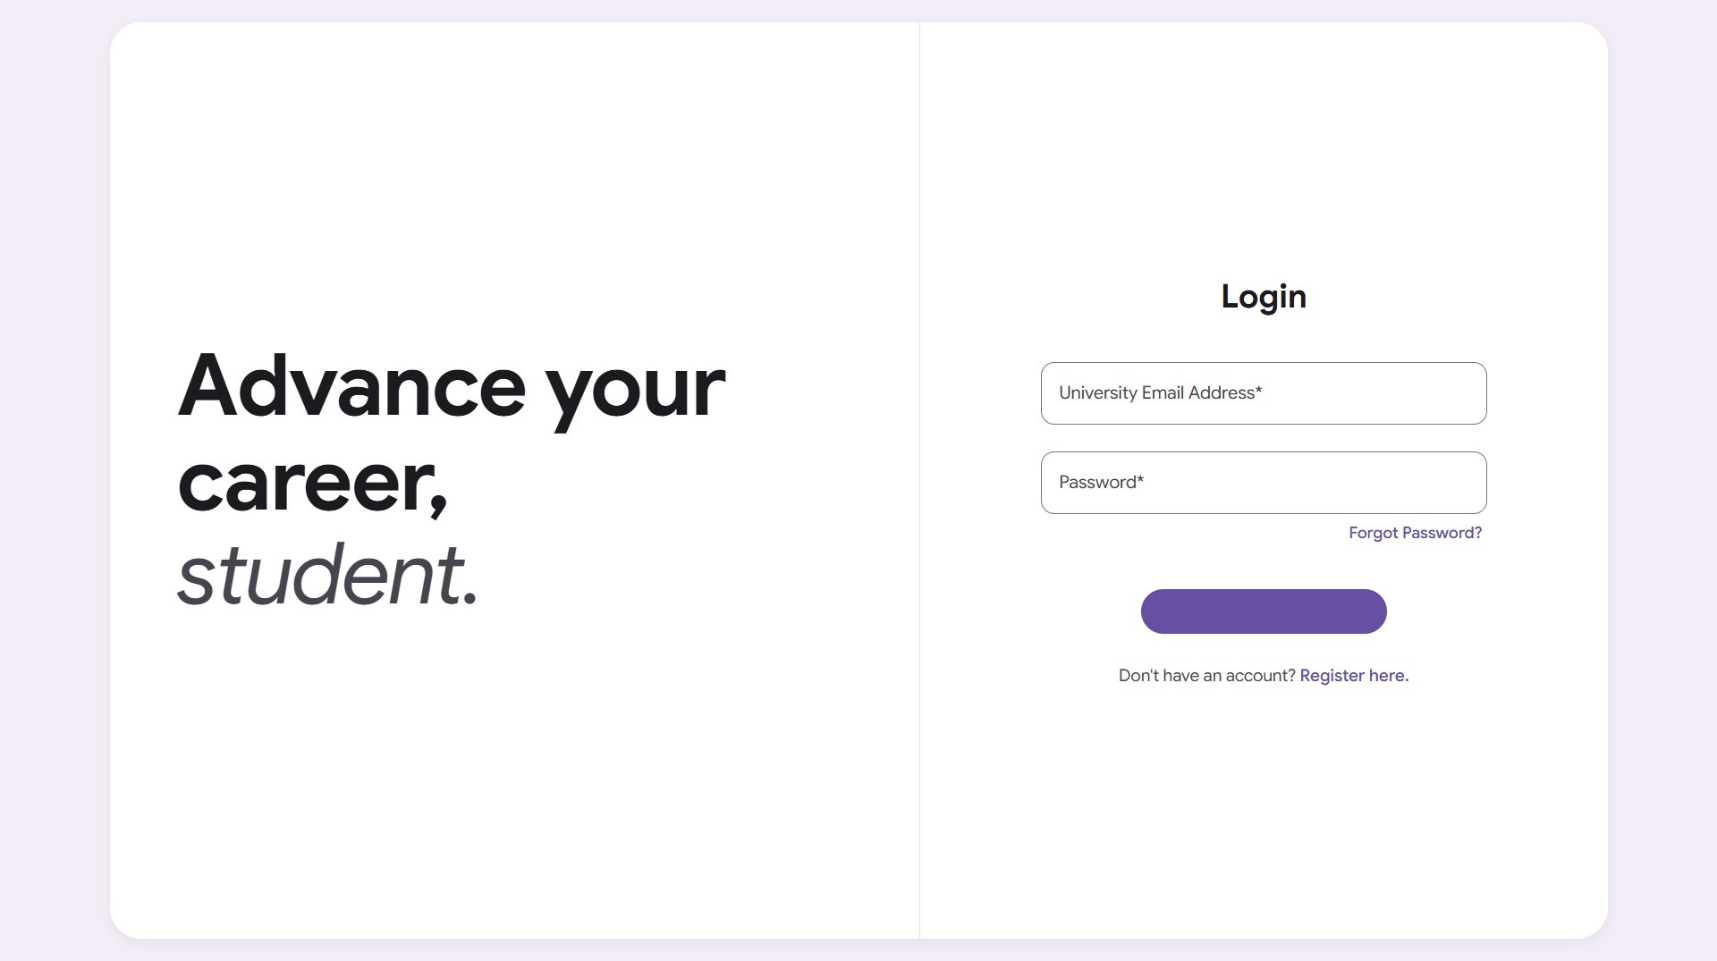 Advance your
career,
student.
Login
University Email Address*
Password*
Forgot Password?
Don't have an account? Register here.